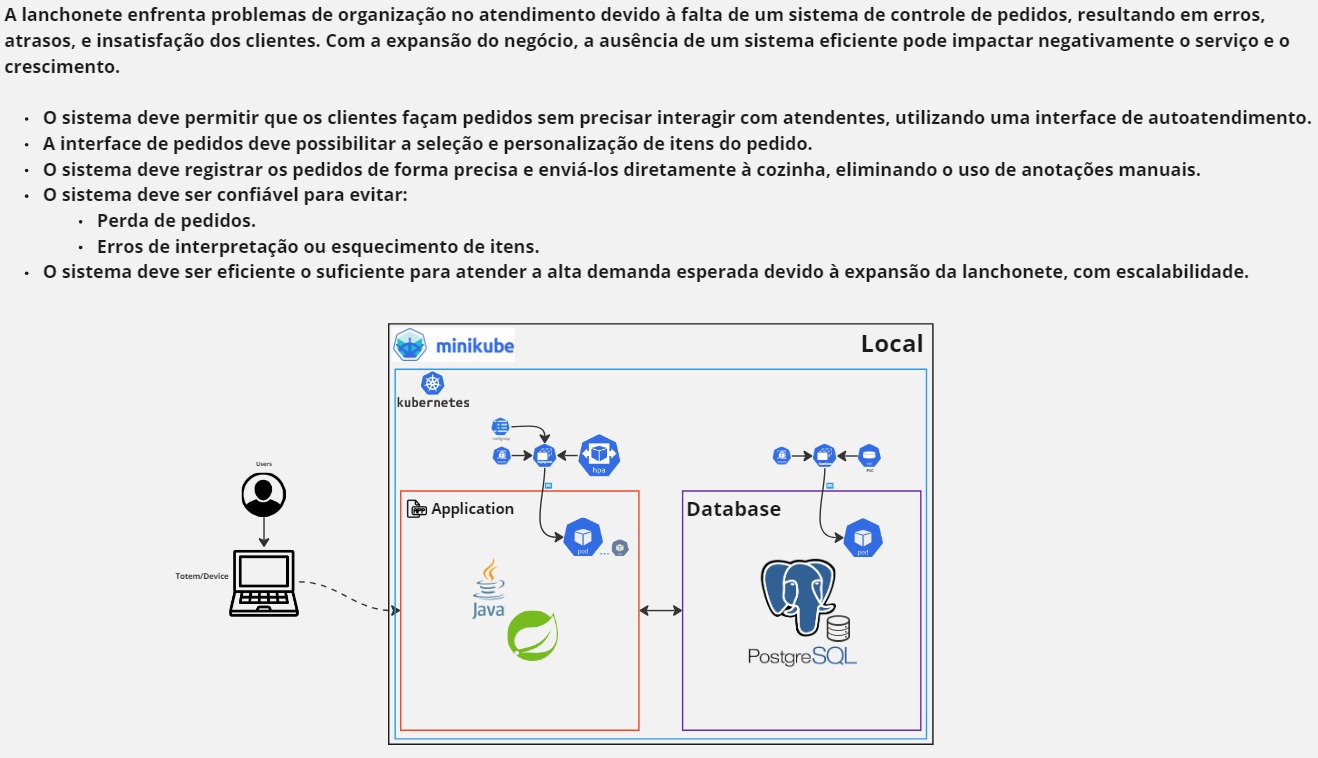 A lanchonete enfrenta problemas de organização no atendimento devido à falta de um sistema de controle de pedidos, resultando em erros,
atrasos, e insatisfação dos clientes. Com a expansão do negócio, a ausência de um sistema eficiente pode impactar negativamente o serviço e o
crescimento.
• O sistema deve permitir que os clientes façam pedidos sem precisar interagir com atendentes, utilizando uma interface de autoatendimento.
• A interface de pedidos deve possibilitar a seleção e personalização de itens do pedido.
• O sistema deve registrar os pedidos de forma precisa e enviá-los diretamente à cozinha, eliminando o uso de anotações manuais.
• O sistema deve ser confiável para evitar:
• Perda de pedidos.
• Erros de interpretação ou esquecimento de itens.
• O sistema deve ser eficiente o suficiente para atender a alta demanda esperada devido à expansão da lanchonete, com escalabilidade.
minikube
Local
kubernetes
hpa
Users
Application
Database
pod
...
pod
Totem/Device
Java
PostgreSQL